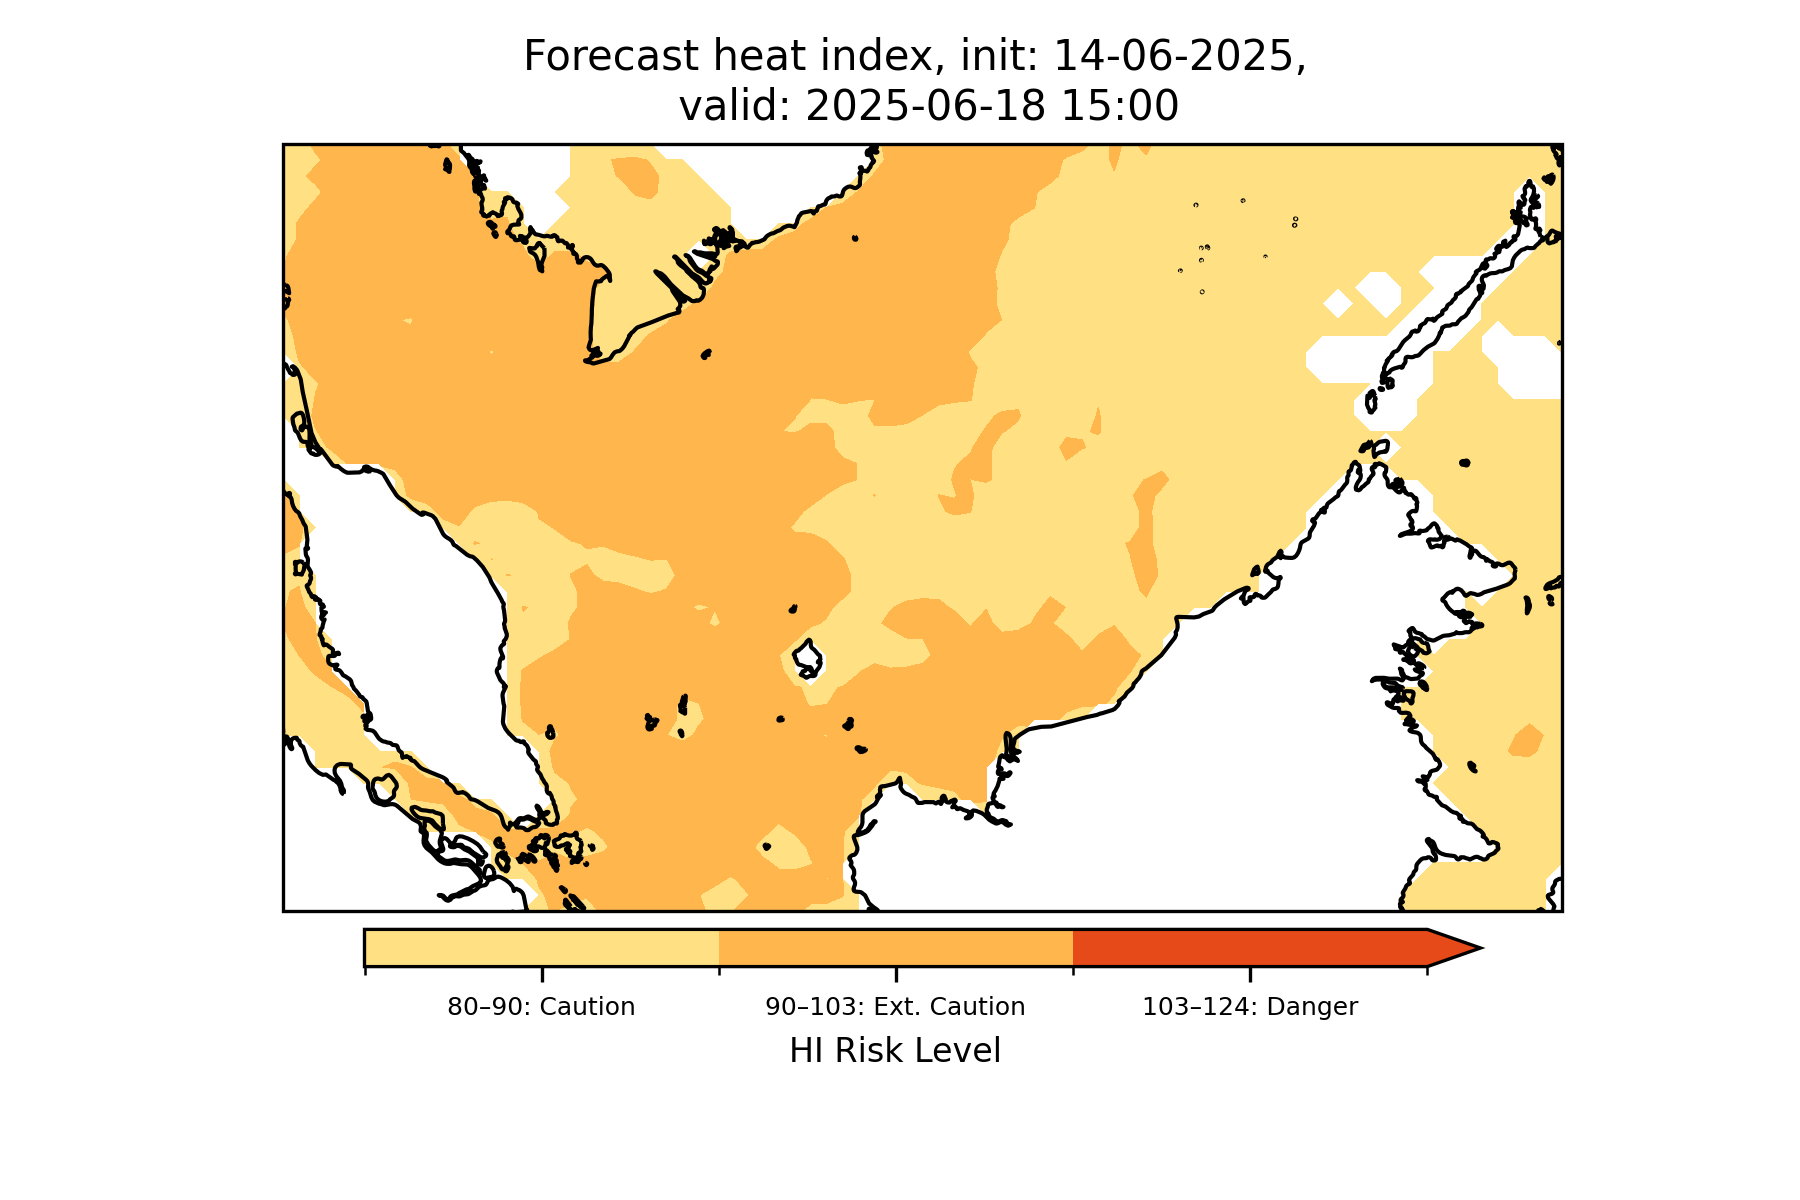 Forecast heat index, init: 14-06-2025,
valid: 2025-06-18 15:00
80–90: Caution
90–103: Ext. Caution
103–124: Danger
HI Risk Level